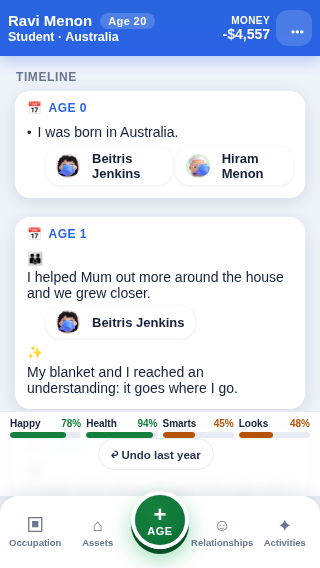 Ravi Menon Age 20
Student · Australia
MONEY
-$4,557
TIMELINE
AGE 0
• I was born in Australia.
Beitris Jenkins
Hiram Menon
AGE 1
I helped Mum out more around the house
and we grew closer.
Beitris Jenkins
My blanket and I reached an
understanding: it goes where I go.
Happy 78% Health 94% Smarts 45% Looks 48%
Undo last year
Occupation
Assets
+
AGE
Relationships
Activities